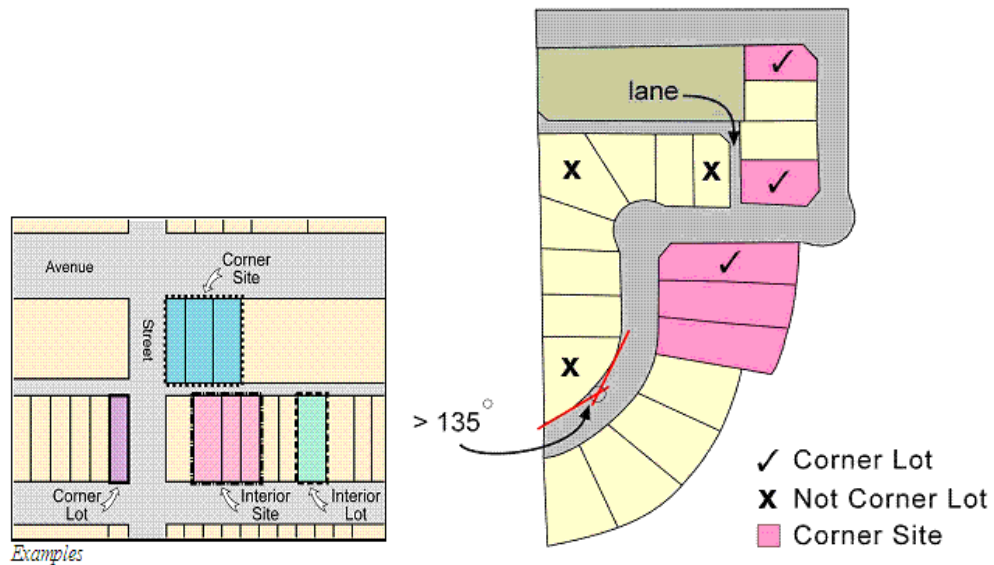 Avenue
Corner
Site
Street
Corner
Lot
Interior
Site
Interior
Lot
Examples
lane
✓
✓
✓
X
X
X
> 135°
✓ Corner Lot
X Not Corner Lot
Corner Site